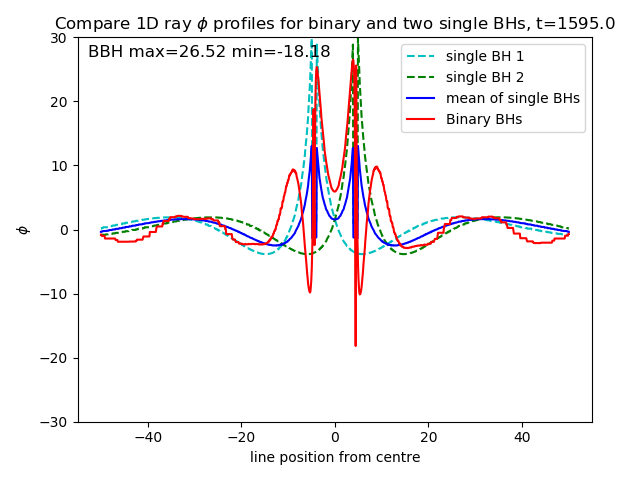 Compare 1D ray ϕ profiles for binary and two single BHs, t=1595.0
BBH max=26.52 min=-18.18
single BH 1
single BH 2
mean of single BHs
Binary BHs
ϕ
30
20
10
0
−10
−20
−30
−40
−20
0
20
40
line position from centre